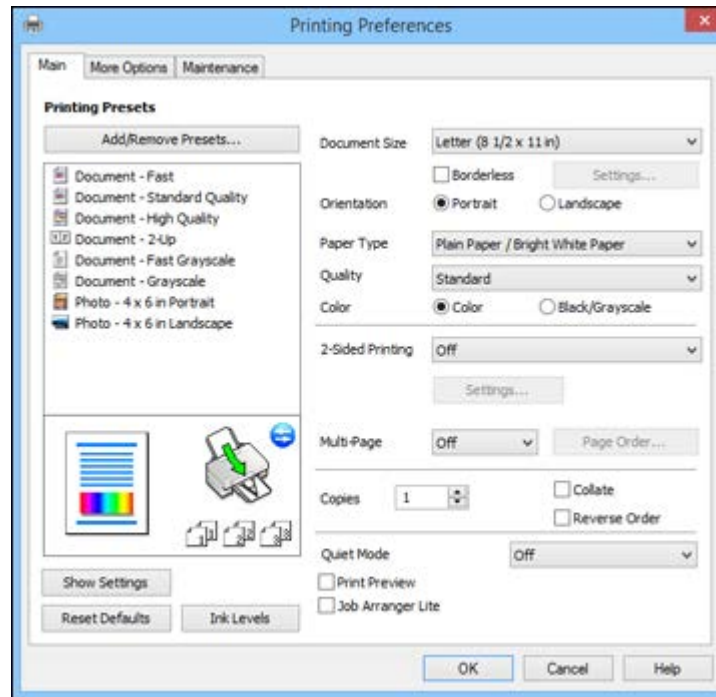 Printing Preferences
Main More Options Maintenance
Printing Presets
Add/Remove Presets...
Document - Fast
Document - Standard Quality
Document - High Quality
Document - 2-Up
Document - Fast Grayscale
Document - Grayscale
Photo - 4 x 6 in Portrait
Photo - 4 x 6 in Landscape
Show Settings
Reset Defaults Ink Levels
Document Size Letter (8 1/2 x 11 in)
Borderless Settings...
Orientation Portrait Landscape
Paper Type Plain Paper / Bright White Paper
Quality Standard
Color Color Black/Grayscale
2-Sided Printing Off
Settings...
Multi-Page Off Page Order...
Copies 1 Collate
Reverse Order
Quiet Mode Off
Print Preview
Job Arranger Lite
OK Cancel Help